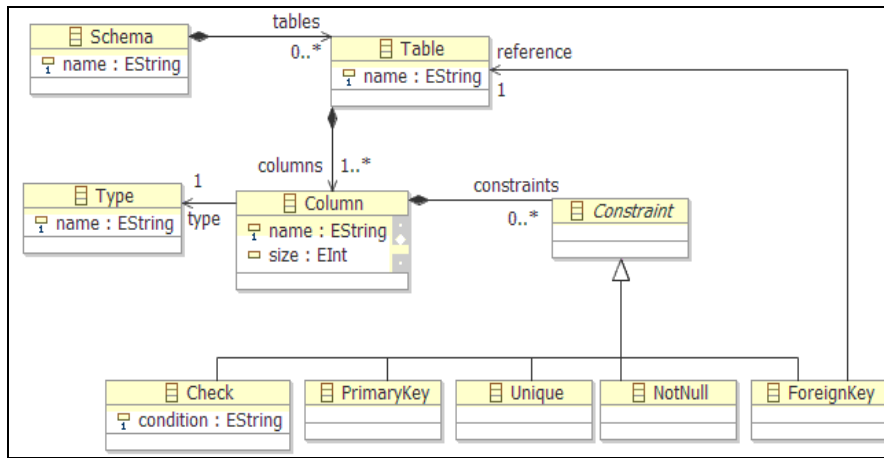 tables
Schema
name : EString
0..*
Table
name : EString
reference
1
columns
1..*
Type
name : EString
1
type
Column
name : EString
size : EInt
constraints
0..*
Constraint
Check
condition : EString
PrimaryKey
Unique
NotNull
ForeignKey